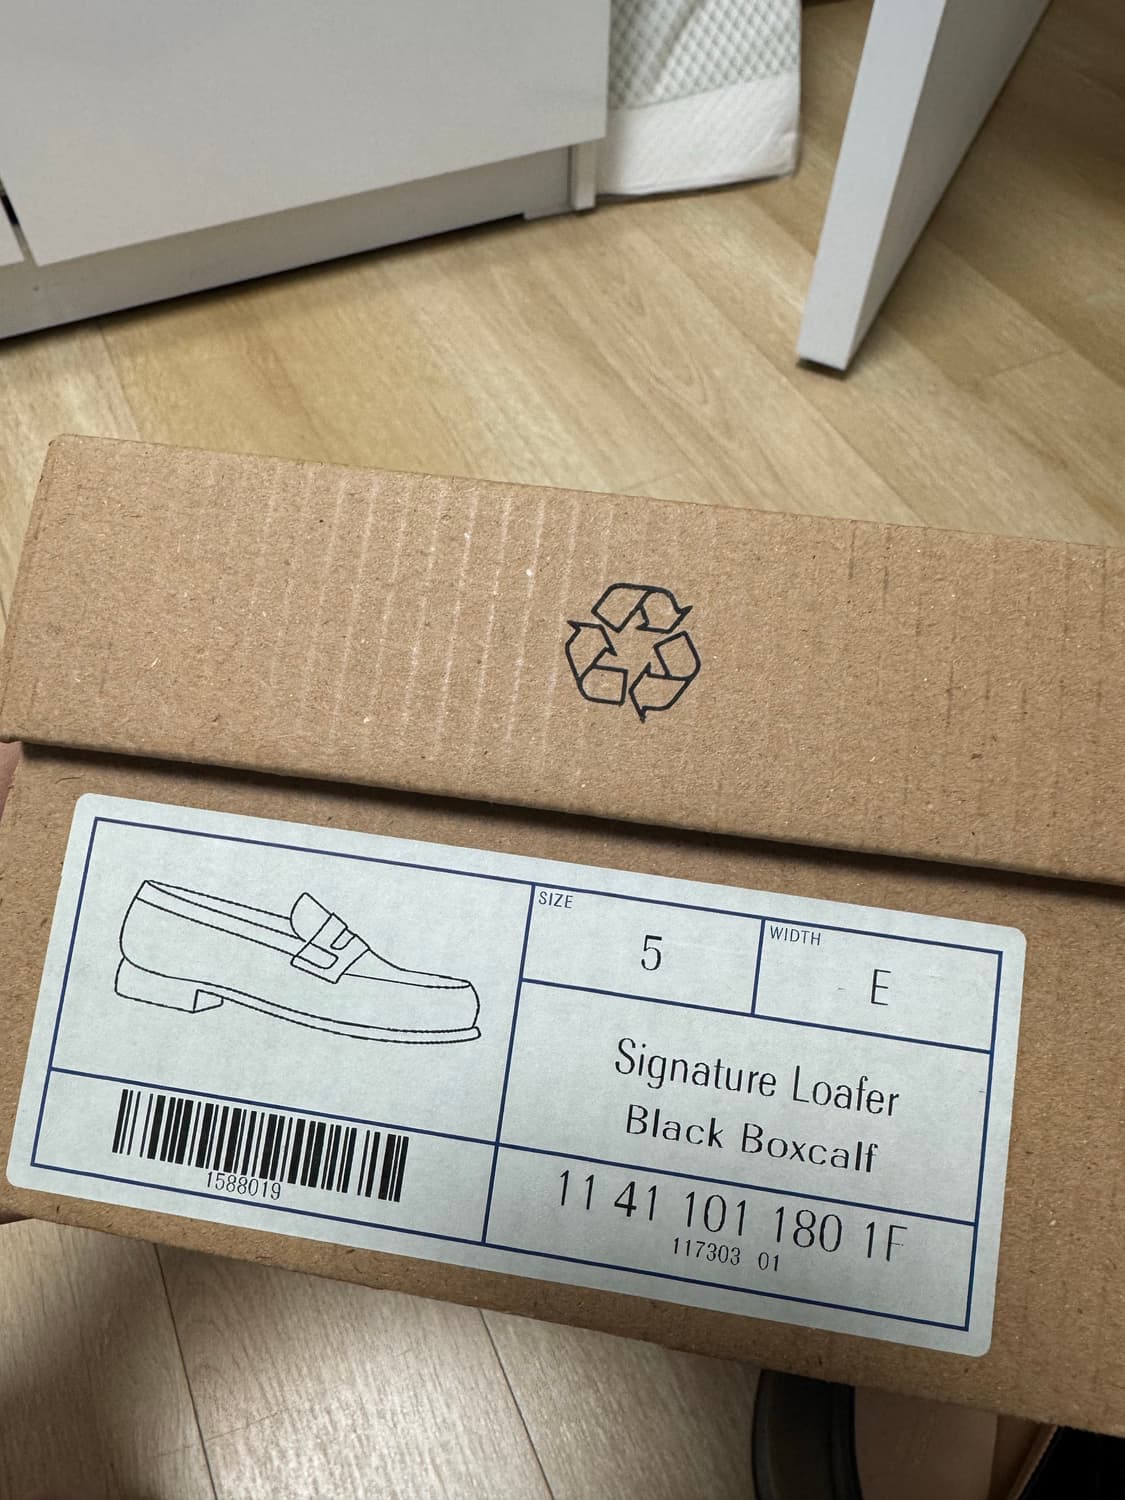 SIZE
5
WIDTH
E
Signature Loafer
Black Boxcalf
1588019
11 41 101 180 1F
117303 01